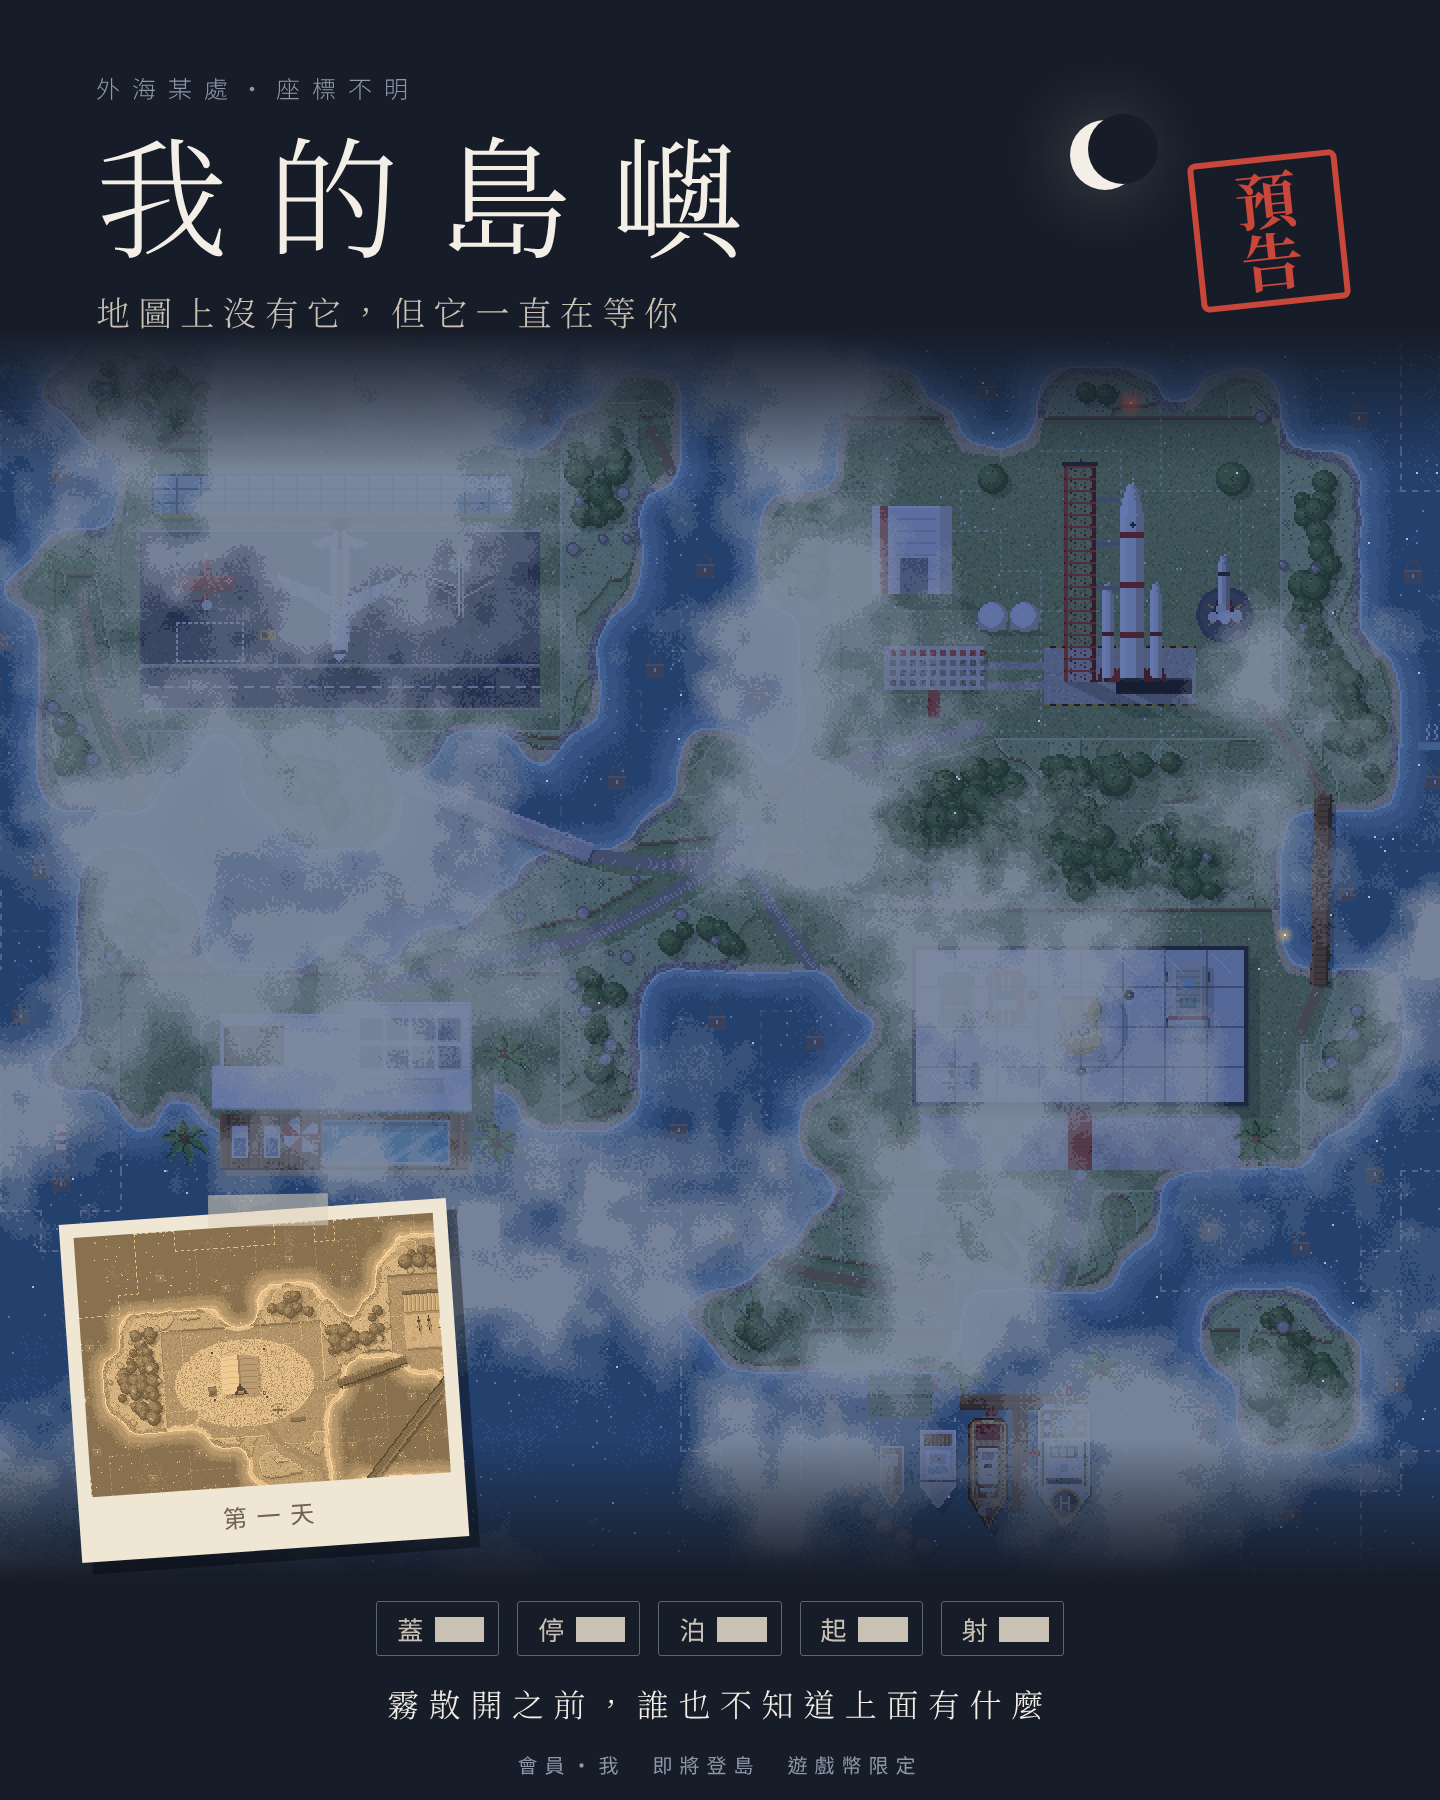 外海某處・座標不明
我的島嶼
預告
地圖上沒有它，但它一直在等你
H
第一天
蓋 停 泊 起 射
霧散開之前，誰也不知道上面有什麼
會員・我 即將登島 遊戲幣限定